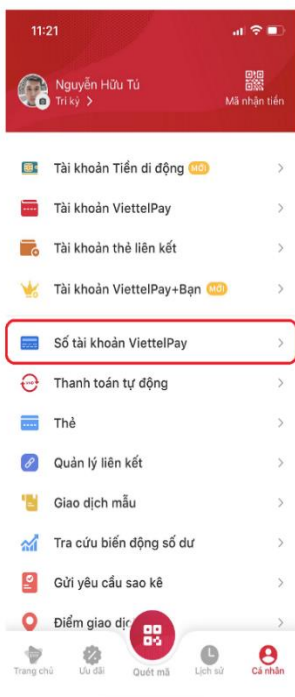 11:21
Nguyễn Hữu Tú
Tri kỷ >
Mã nhận tiền
Tài khoản Tiền di động MỚI
Tài khoản ViettelPay
Tài khoản thẻ liên kết
Tài khoản ViettelPay+Bạn MỚI
Số tài khoản ViettelPay
Thanh toán tự động
Thẻ
Quản lý liên kết
Giao dịch mẫu
Tra cứu biến động số dư
Gửi yêu cầu sao kê
Điểm giao dịc
Trang chủ Ưu đãi Quét mã Lịch sử Cá nhân